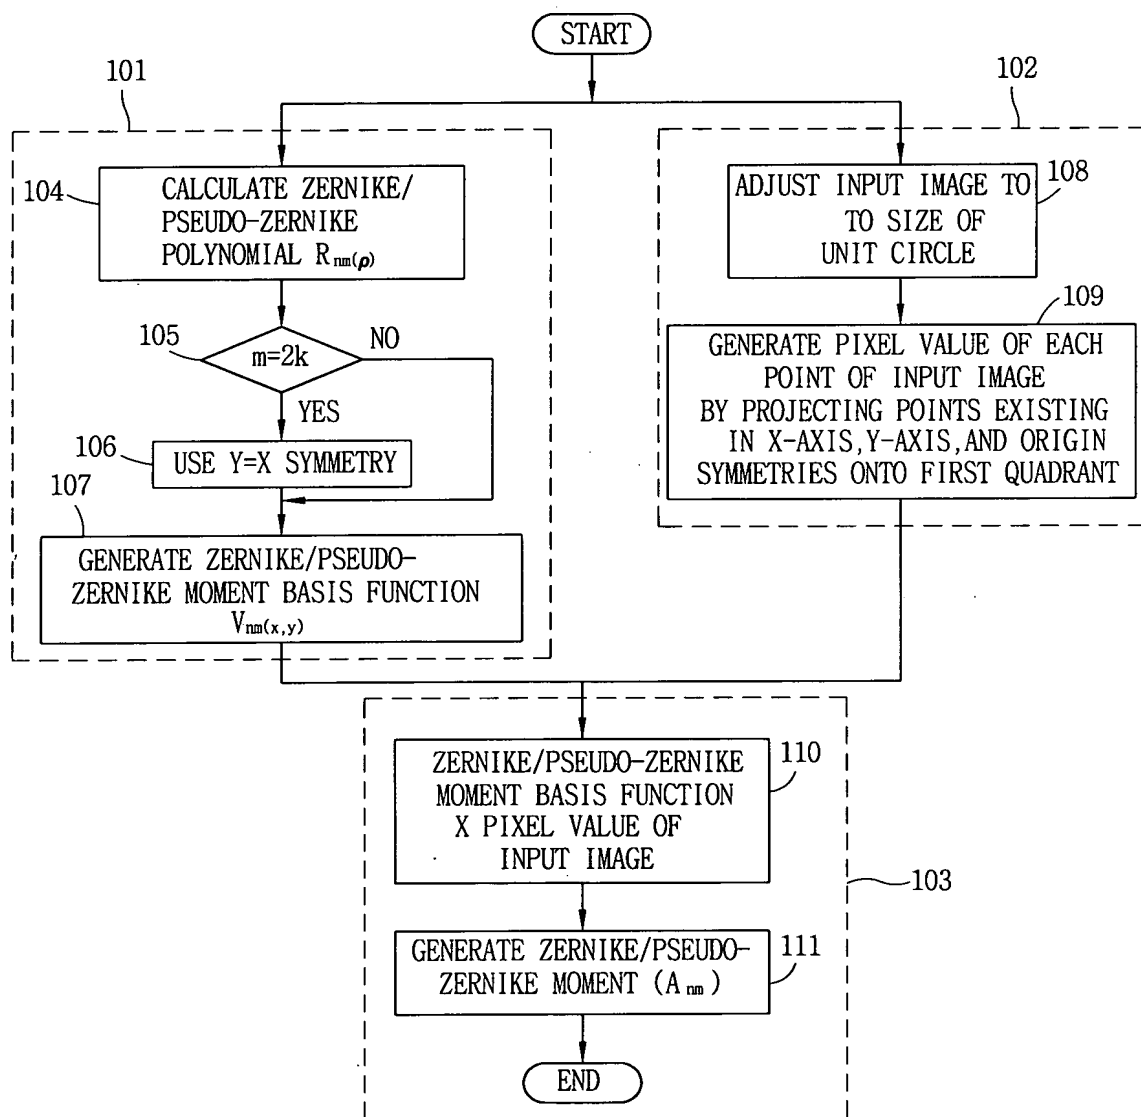 START
101
102
104
CALCULATE ZERNIKE/
PSEUDO-ZERNIKE
POLYNOMIAL Rnm(ρ)
105
m=2k
NO
YES
106
USE Y=X SYMMETRY
107
GENERATE ZERNIKE/PSEUDO-
ZERNIKE MOMENT BASIS FUNCTION
Vnm(x,y)
ADJUST INPUT IMAGE TO
TO SIZE OF
UNIT CIRCLE
108
109
GENERATE PIXEL VALUE OF EACH
POINT OF INPUT IMAGE
BY PROJECTING POINTS EXISTING
IN X-AXIS,Y-AXIS,AND ORIGIN
SYMMETRIES ONTO FIRST QUADRANT
ZERNIKE/PSEUDO-ZERNIKE
MOMENT BASIS FUNCTION
X PIXEL VALUE OF
INPUT IMAGE
110
103
GENERATE ZERNIKE/PSEUDO-
ZERNIKE MOMENT (Anm)
111
END